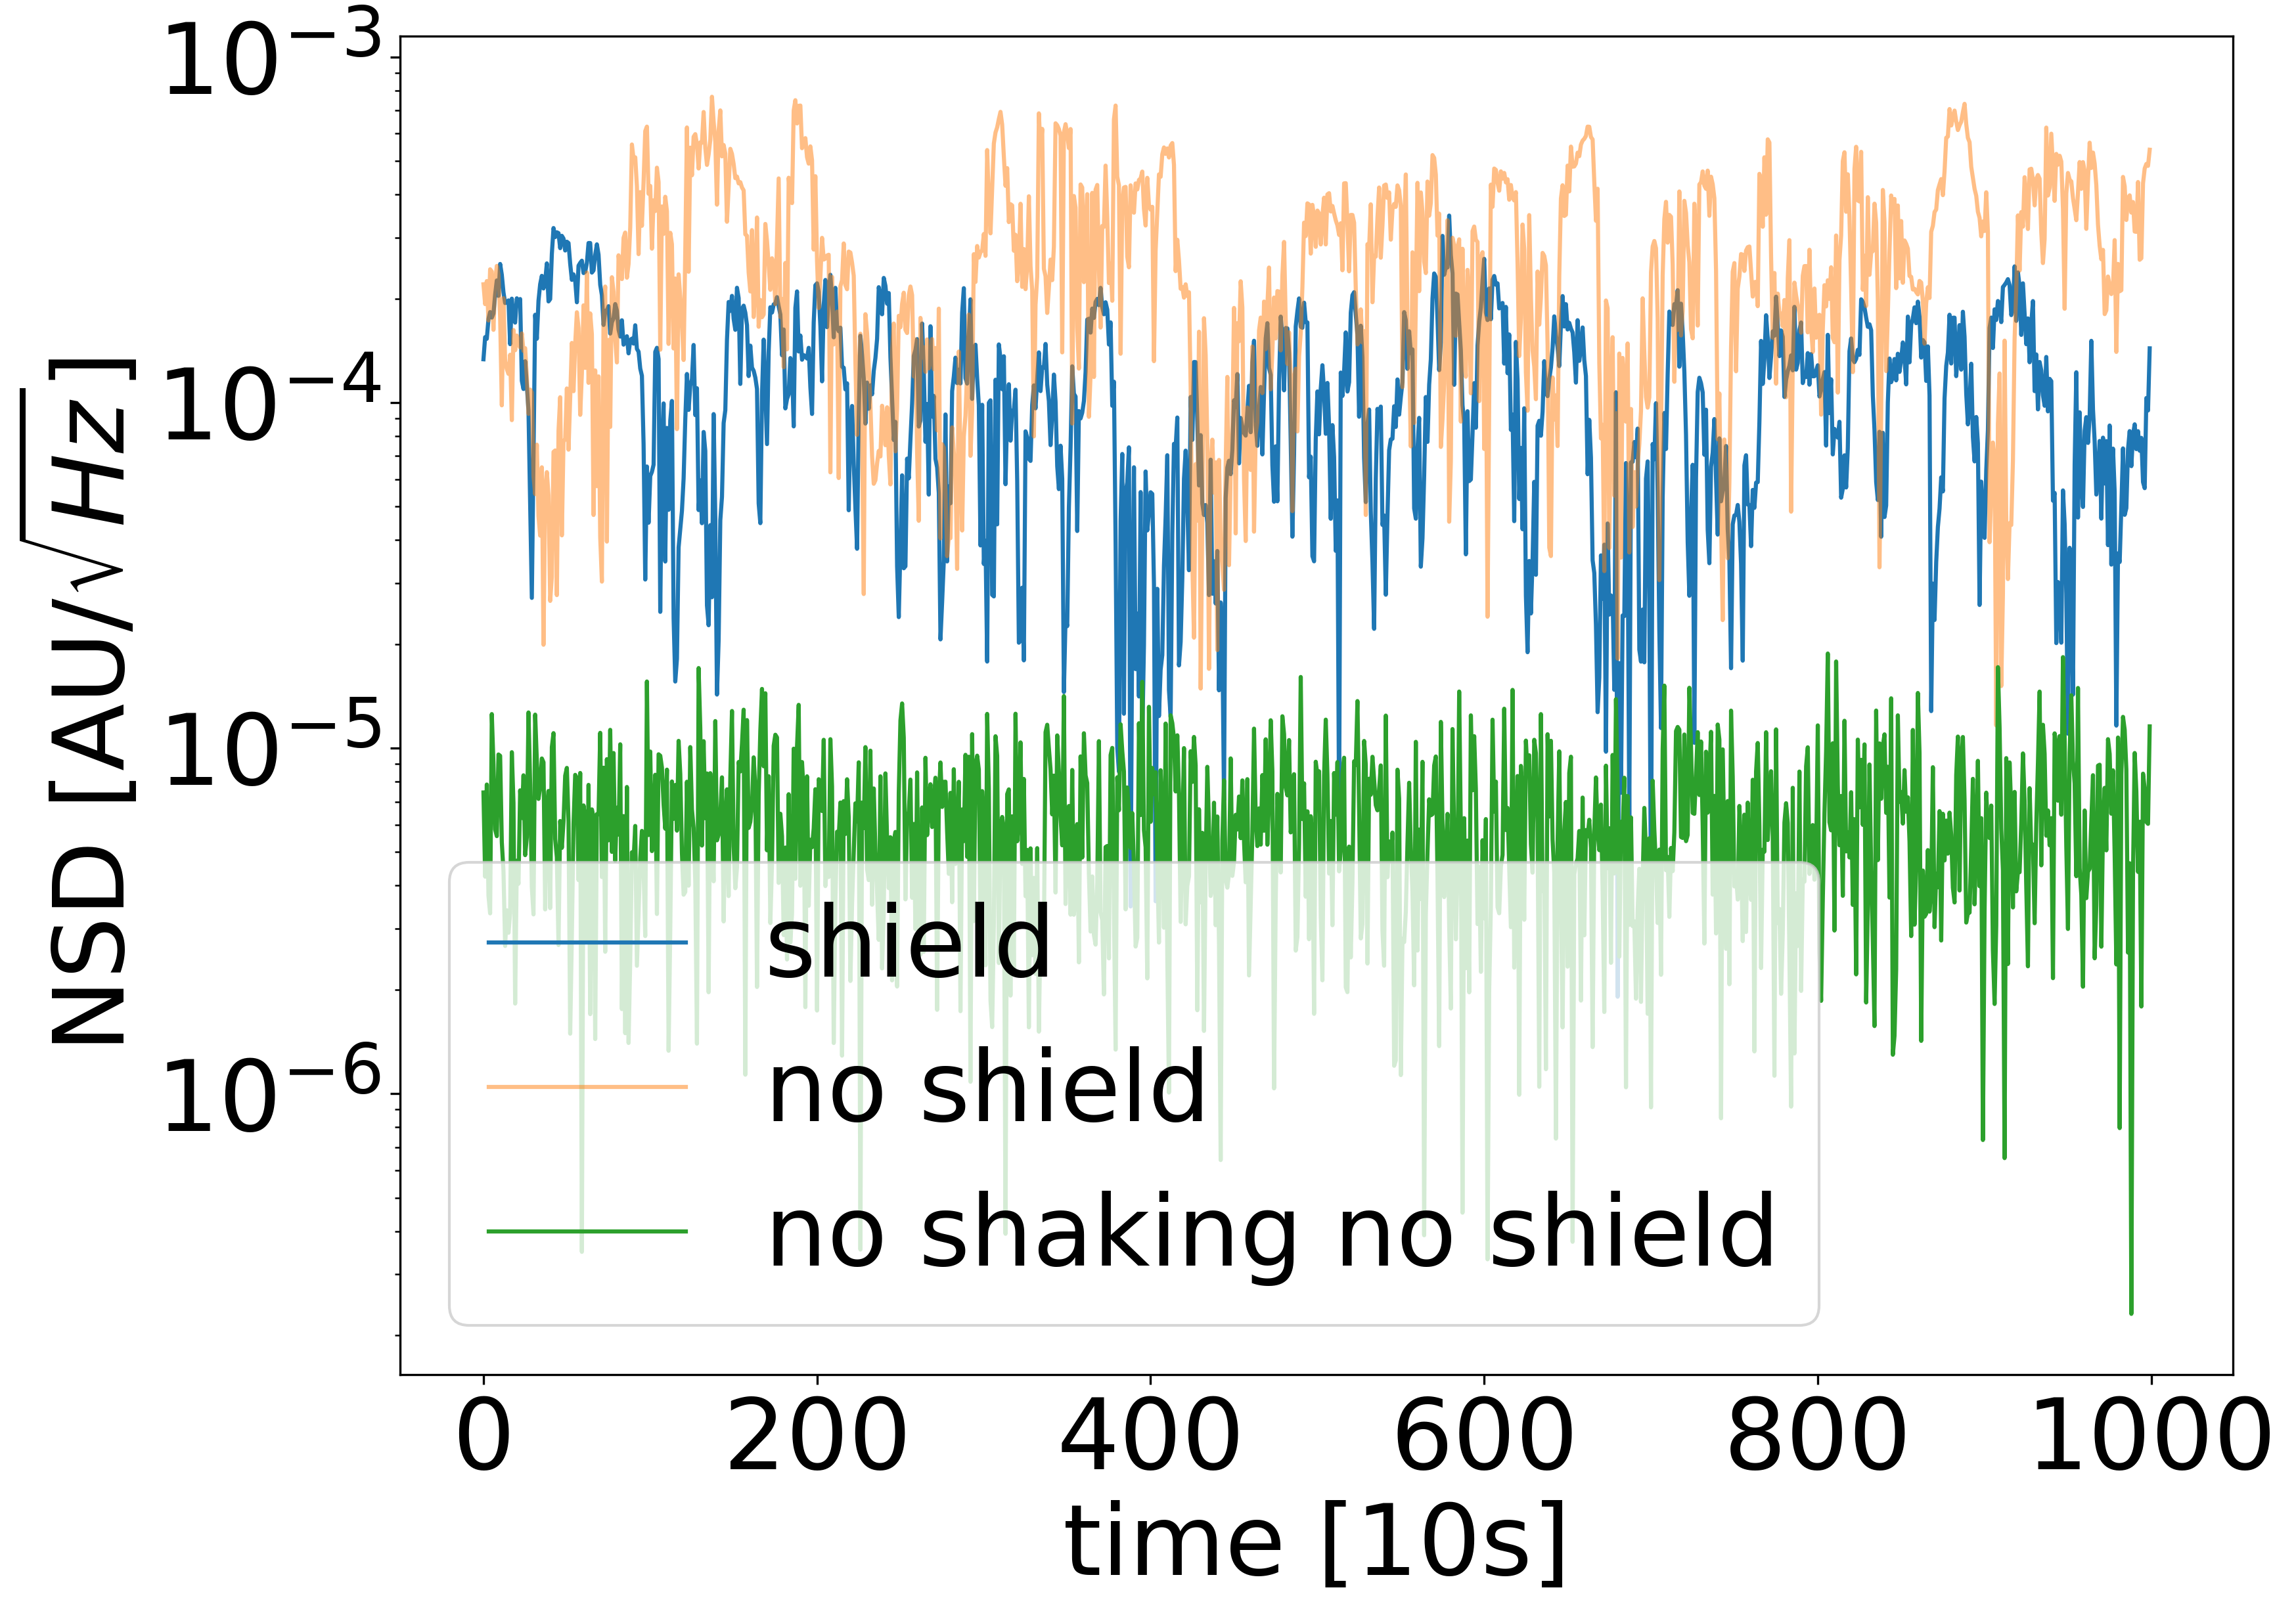 10⁻³
10⁻⁴
10⁻⁵
10⁻⁶
NSD [AU/√Hz]
shield
no shield
no shaking no shield
0 200 400 600 800 1000
time [10s]